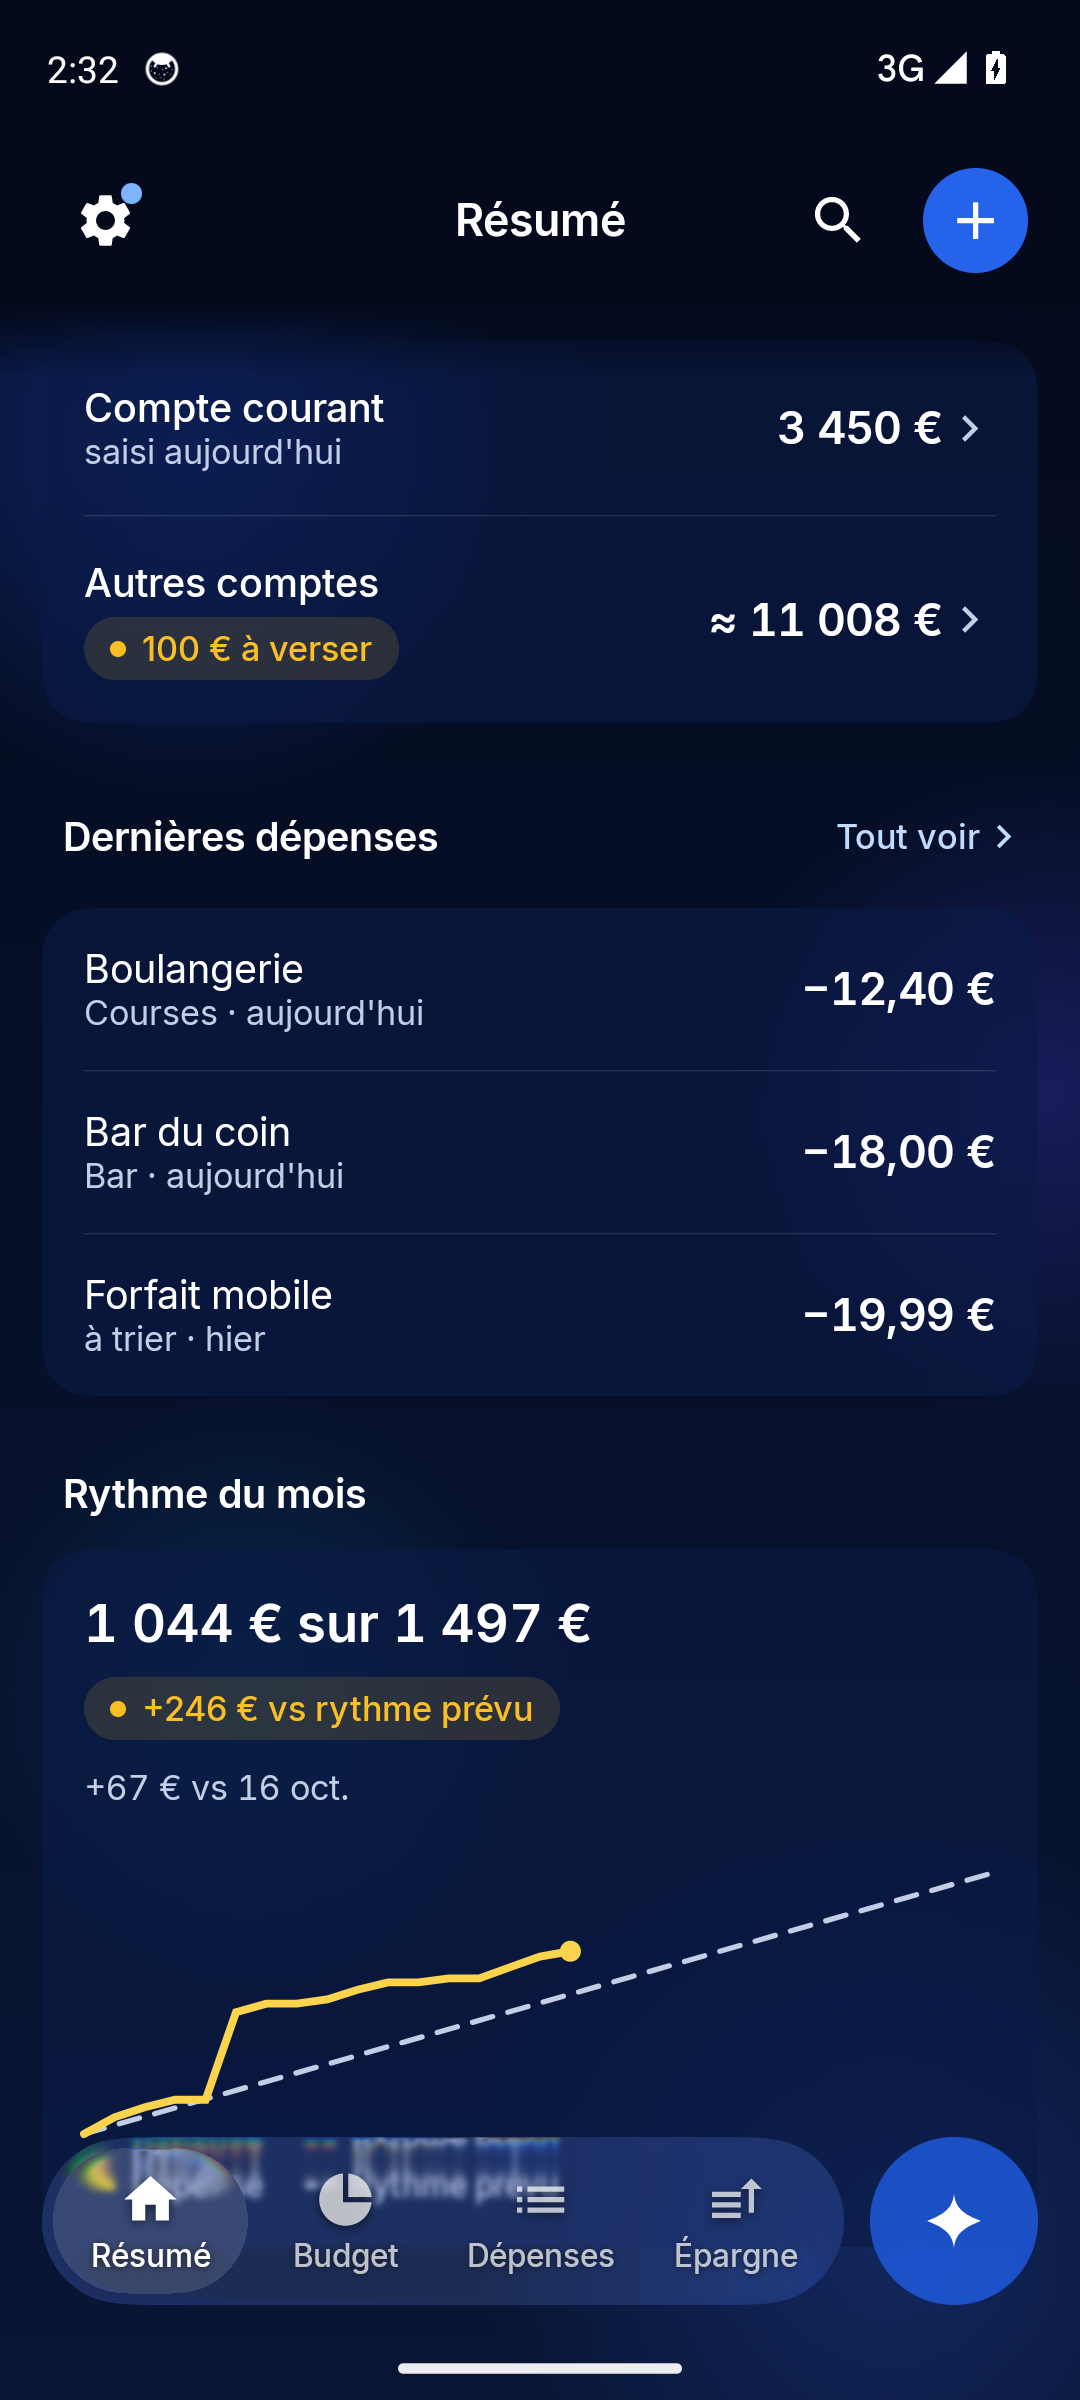 2:32
3G
Résumé
Compte courant
saisi aujourd'hui
3 450 €
Autres comptes
100 € à verser
≈ 11 008 €
Dernières dépenses
Tout voir
Boulangerie
Courses · aujourd'hui
−12,40 €
Bar du coin
Bar · aujourd'hui
−18,00 €
Forfait mobile
à trier · hier
−19,99 €
Rythme du mois
1 044 € sur 1 497 €
+246 € vs rythme prévu
+67 € vs 16 oct.
Résumé
Budget
Dépenses
Épargne